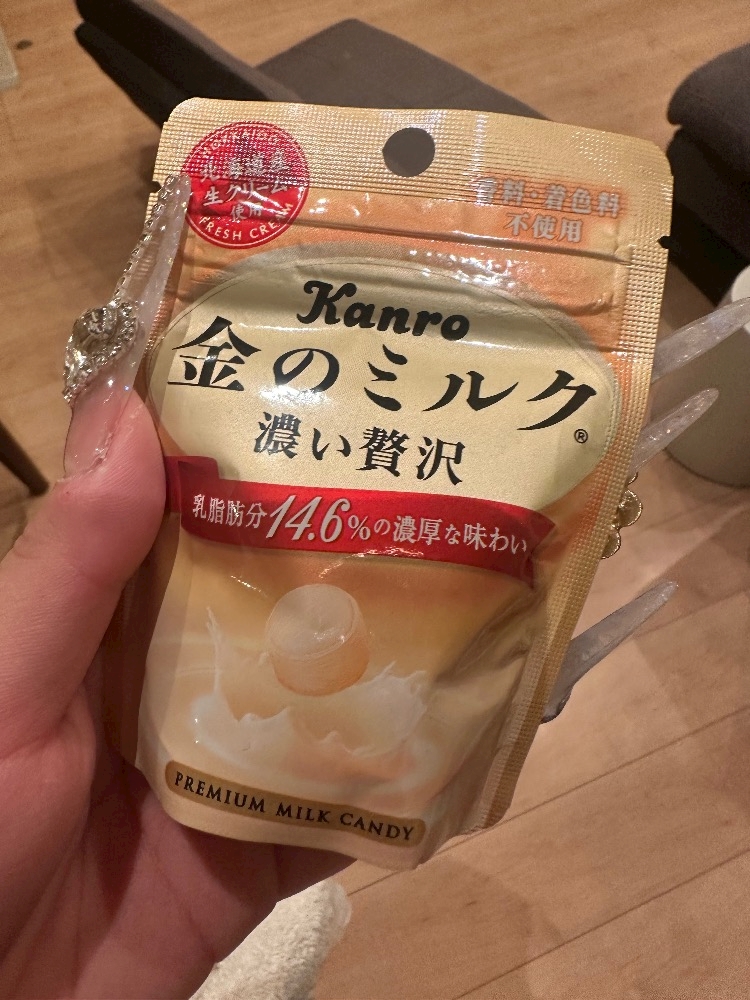 HOKKAIDO
北海道産
生クリーム
使用
FRESH CREAM
香料・着色料
不使用
Kanro
金のミルク®
濃い贅沢
乳脂肪分14.6%の濃厚な味わい
PREMIUM MILK CANDY